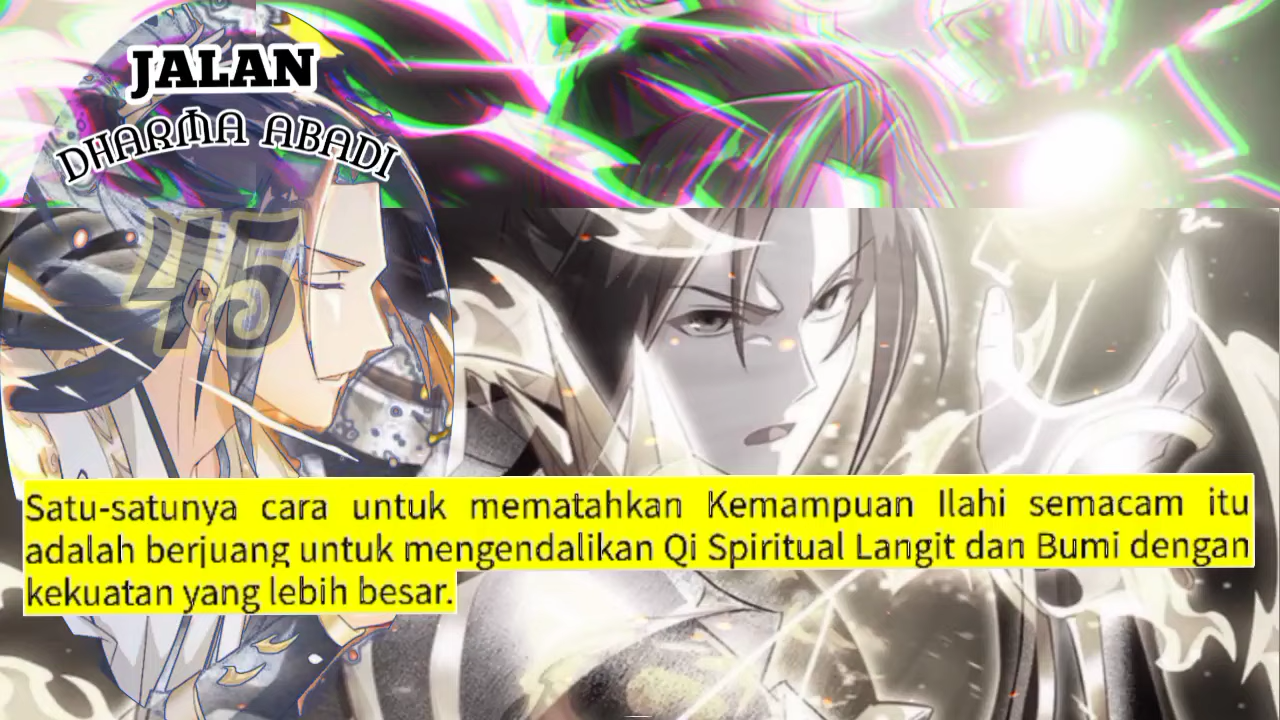 JALAN
DHARMA ABADI
45
Satu-satunya cara untuk mematahkan Kemampuan Ilahi semacam itu
adalah berjuang untuk mengendalikan Qi Spiritual Langit dan Bumi dengan
kekuatan yang lebih besar.